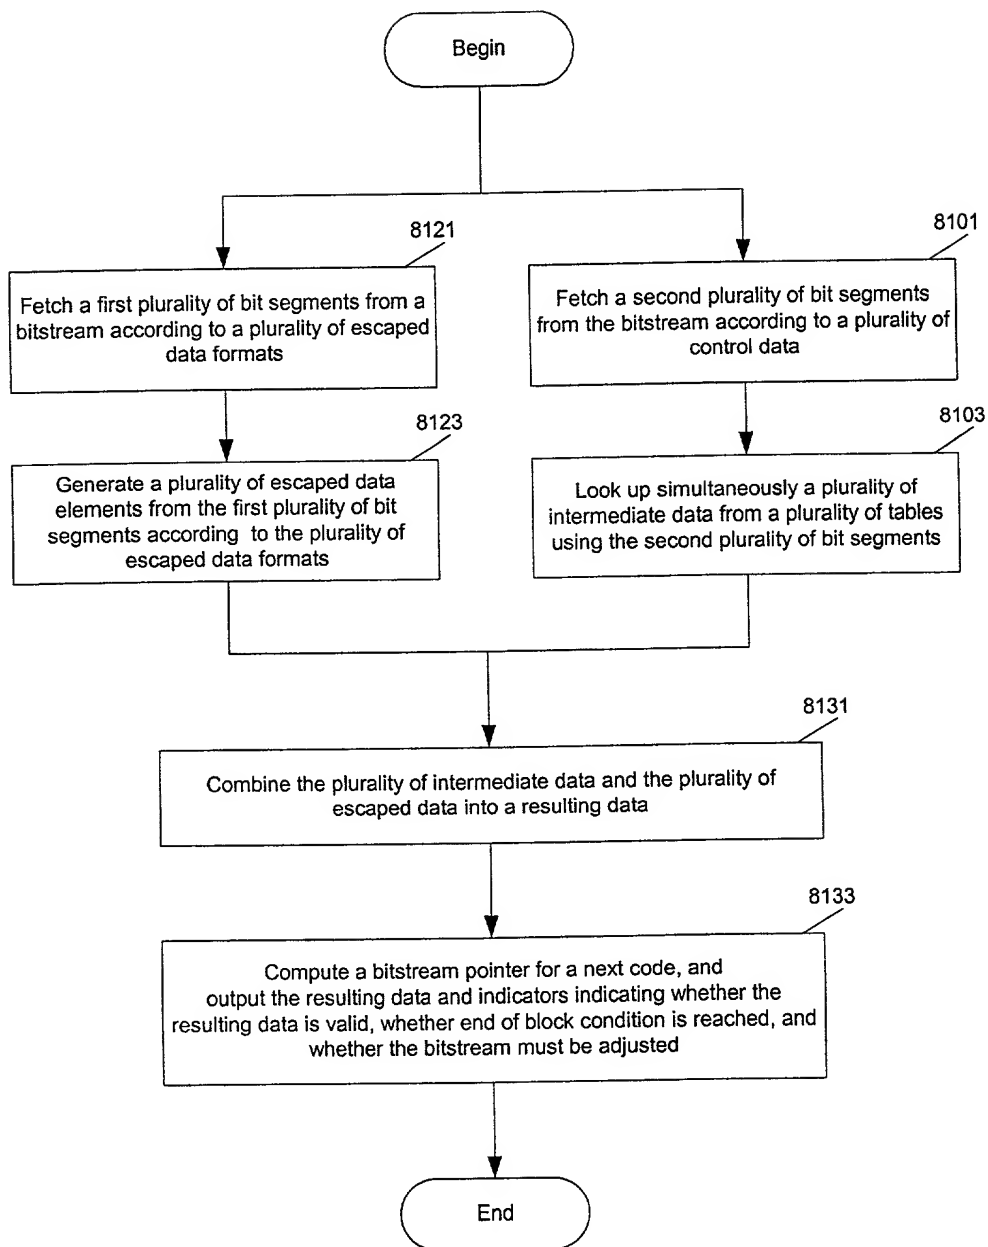 Begin
8121
Fetch a first plurality of bit segments from a
bitstream according to a plurality of escaped
data formats
8101
Fetch a second plurality of bit segments
from the bitstream according to a plurality of
control data
8123
Generate a plurality of escaped data
elements from the first plurality of bit
segments according to the plurality of
escaped data formats
8103
Look up simultaneously a plurality of
intermediate data from a plurality of tables
using the second plurality of bit segments
8131
Combine the plurality of intermediate data and the plurality of
escaped data into a resulting data
8133
Compute a bitstream pointer for a next code, and
output the resulting data and indicators indicating whether the
resulting data is valid, whether end of block condition is reached, and
whether the bitstream must be adjusted
End